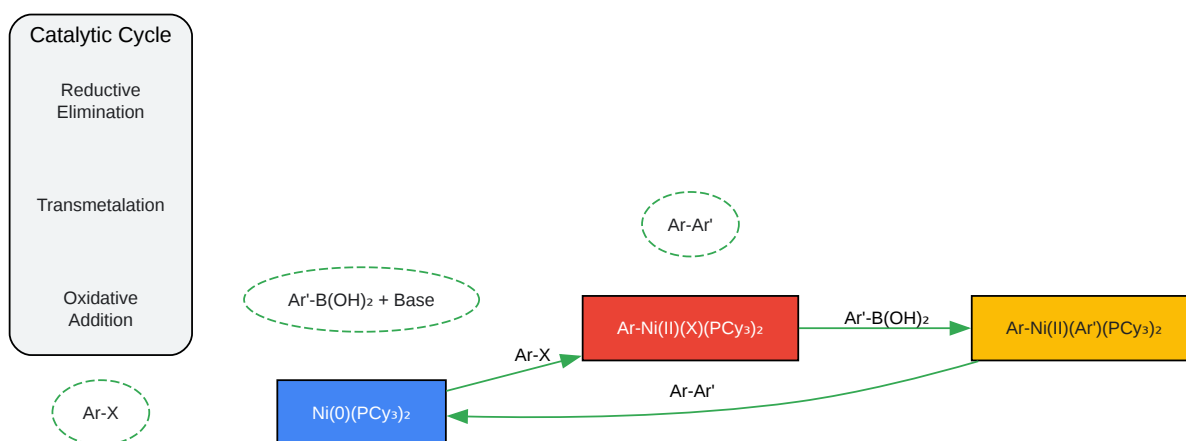 Catalytic Cycle
Reductive
Elimination
Transmetalation
Oxidative
Addition
Ar-X
Ar'-B(OH)₂ + Base
Ar-Ar'
Ni(0)(PCy₃)₂
Ar-X
Ar-Ni(II)(X)(PCy₃)₂
Ar'-B(OH)₂
Ar-Ni(II)(Ar')(PCy₃)₂
Ar-Ar'